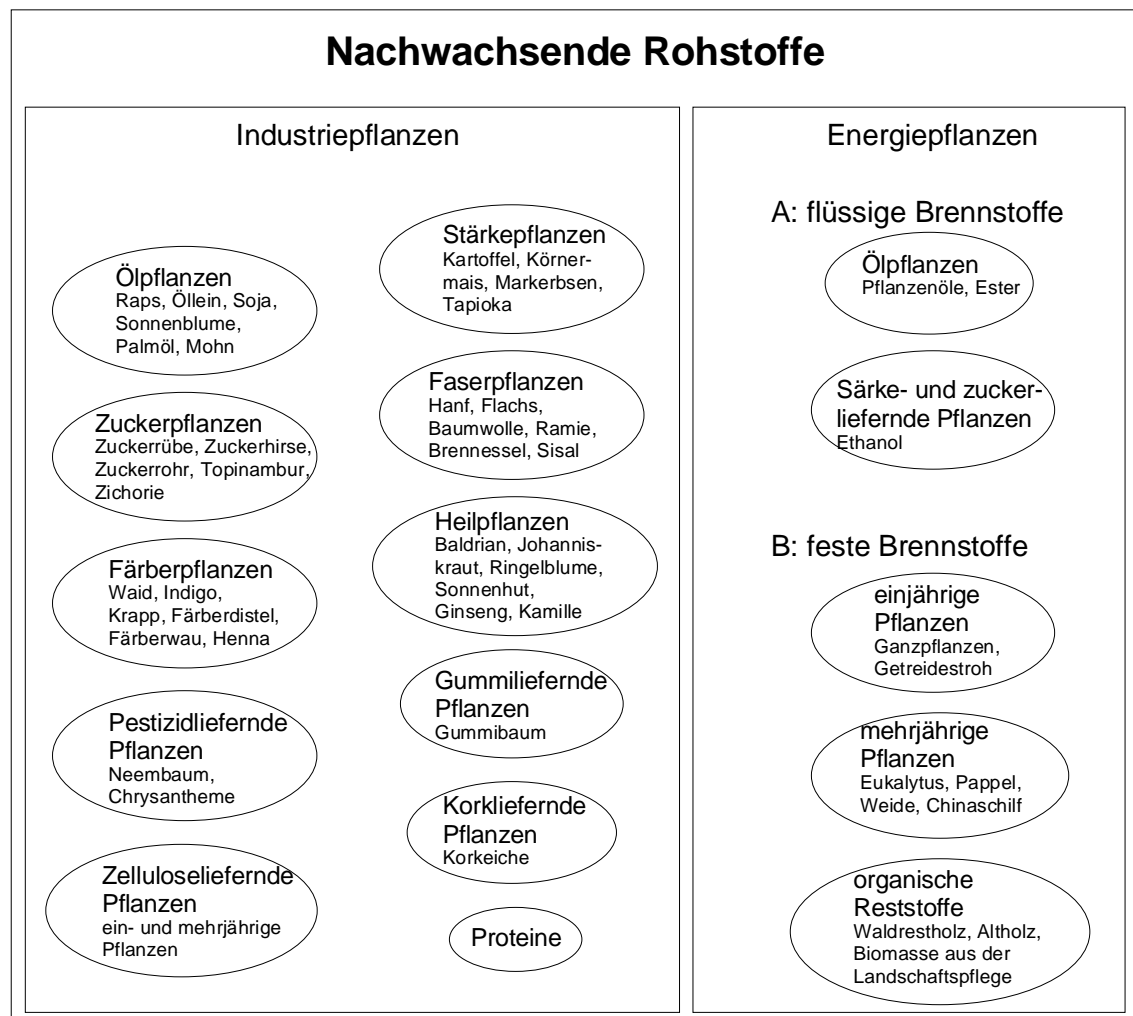 Nachwachsende Rohstoffe
Industriepflanzen
Ölpflanzen
Raps, Öllein, Soja,
Sonnenblume,
Palmöl, Mohn
Zuckerpflanzen
Zuckerrübe, Zuckerhirse,
Zuckerrohr, Topinambur,
Zichorie
Färberpflanzen
Waid, Indigo,
Krapp, Färberdistel,
Färberwau, Henna
Pestizidliefernde
Pflanzen
Neembaum,
Chrysantheme
Zelluloseliefernde
Pflanzen
ein- und mehrjährige
Pflanzen
Stärkepflanzen
Kartoffel, Körner-
mais, Markerbsen,
Tapioka
Faserpflanzen
Hanf, Flachs,
Baumwolle, Ramie,
Brennessel, Sisal
Heilpflanzen
Baldrian, Johannis-
kraut, Ringelblume,
Sonnenhut,
Ginseng, Kamille
Gummiliefernde
Pflanzen
Gummibaum
Korkliefernde
Pflanzen
Korkeiche
Proteine
Energiepflanzen
A: flüssige Brennstoffe
Ölpflanzen
Pflanzenöle, Ester
Särke- und zucker-
liefernde Pflanzen
Ethanol
B: feste Brennstoffe
einjährige
Pflanzen
Ganzpflanzen,
Getreidestroh
mehrjährige
Pflanzen
Eukalytus, Pappel,
Weide, Chinaschilf
organische
Reststoffe
Waldrestholz, Altholz,
Biomasse aus der
Landschaftspflege